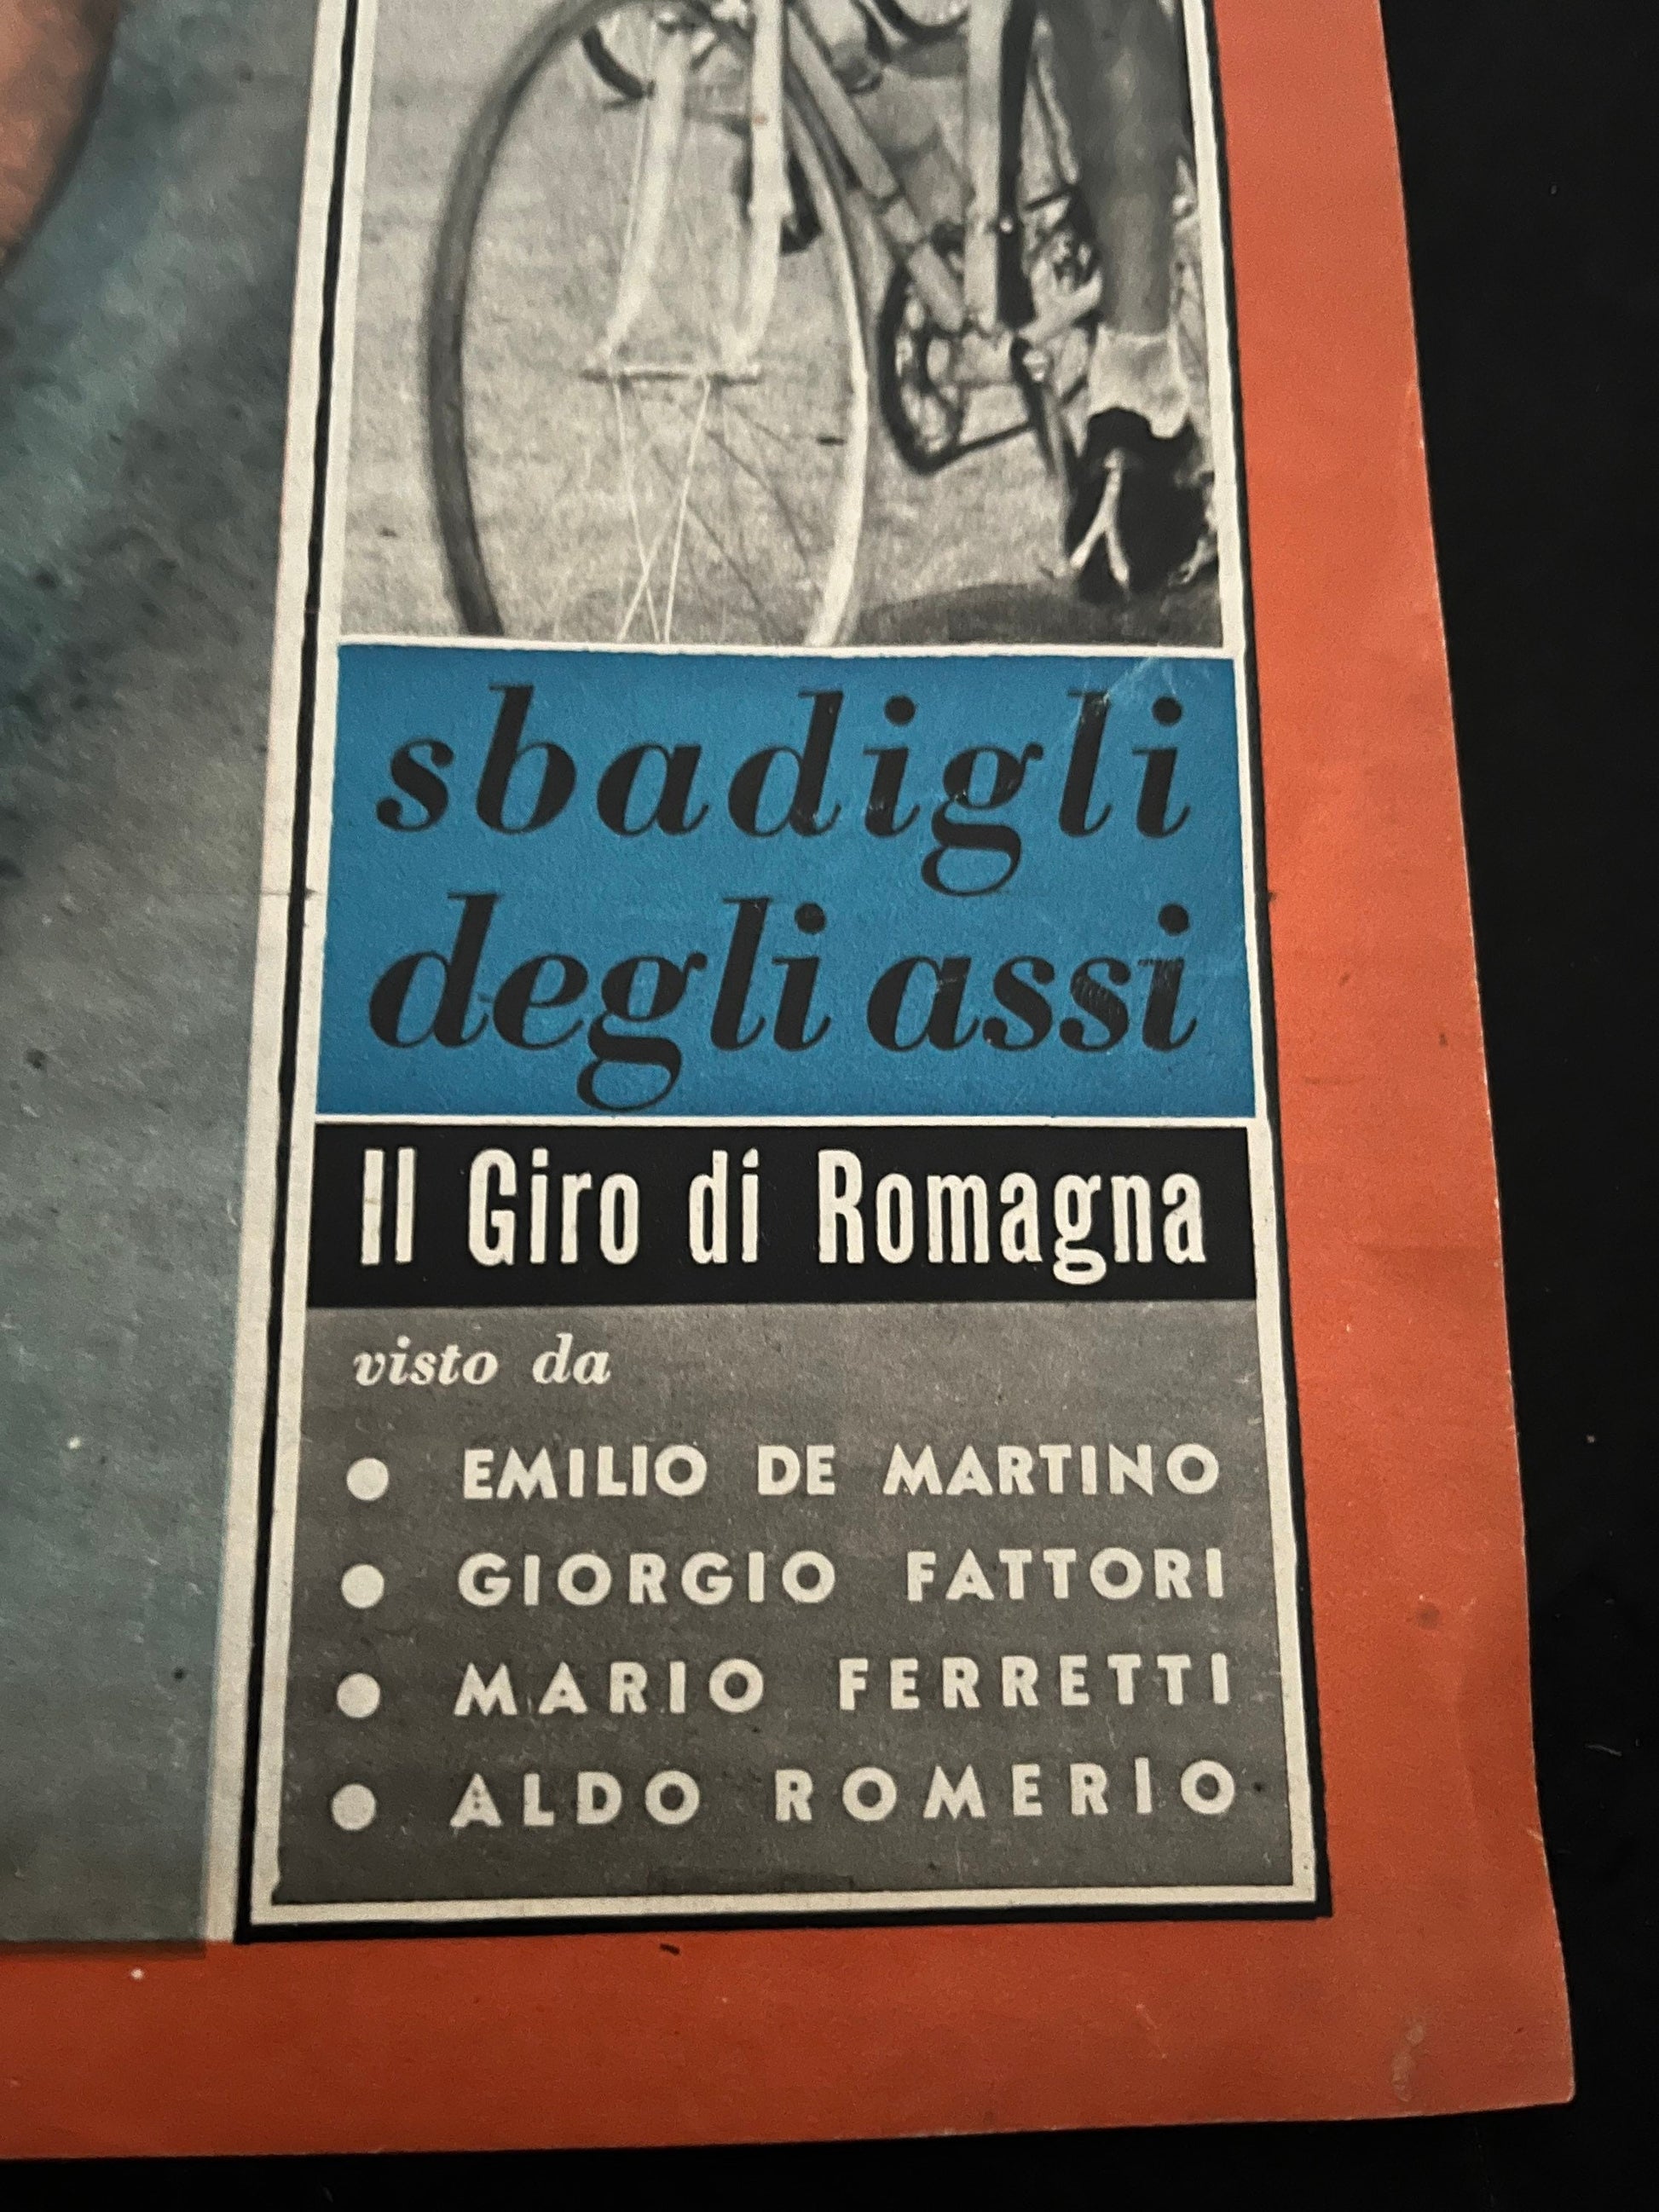 sbadigli
degli assi
Il Giro di Romagna
visto da
● EMILIO DE MARTINO
● GIORGIO FATTORI
● MARIO FERRETTI
● ALDO ROMERIO